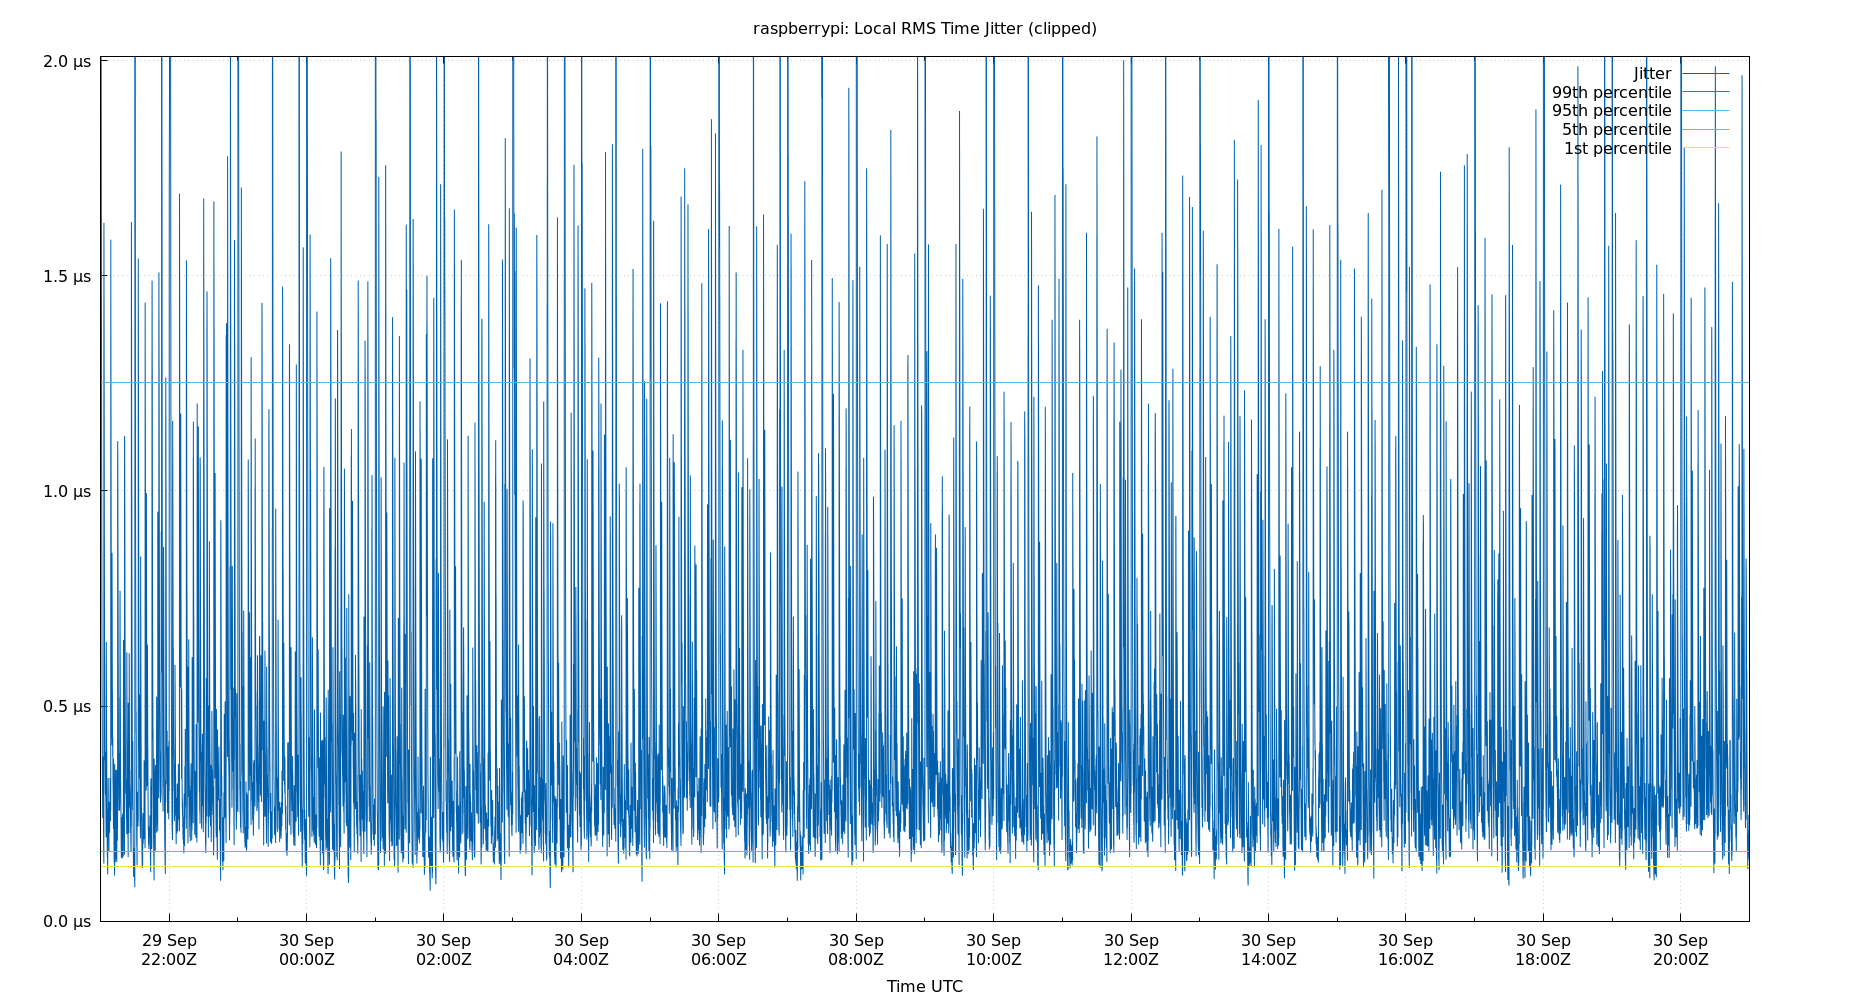 raspberrypi: Local RMS Time Jitter (clipped)
2.0 µs
1.5 µs
1.0 µs
0.5 µs
0.0 µs
Jitter
99th percentile
95th percentile
5th percentile
1st percentile
29 Sep 30 Sep 30 Sep 30 Sep 30 Sep 30 Sep 30 Sep 30 Sep 30 Sep 30 Sep 30 Sep 30 Sep
22:00Z 00:00Z 02:00Z 04:00Z 06:00Z 08:00Z 10:00Z 12:00Z 14:00Z 16:00Z 18:00Z 20:00Z
Time UTC